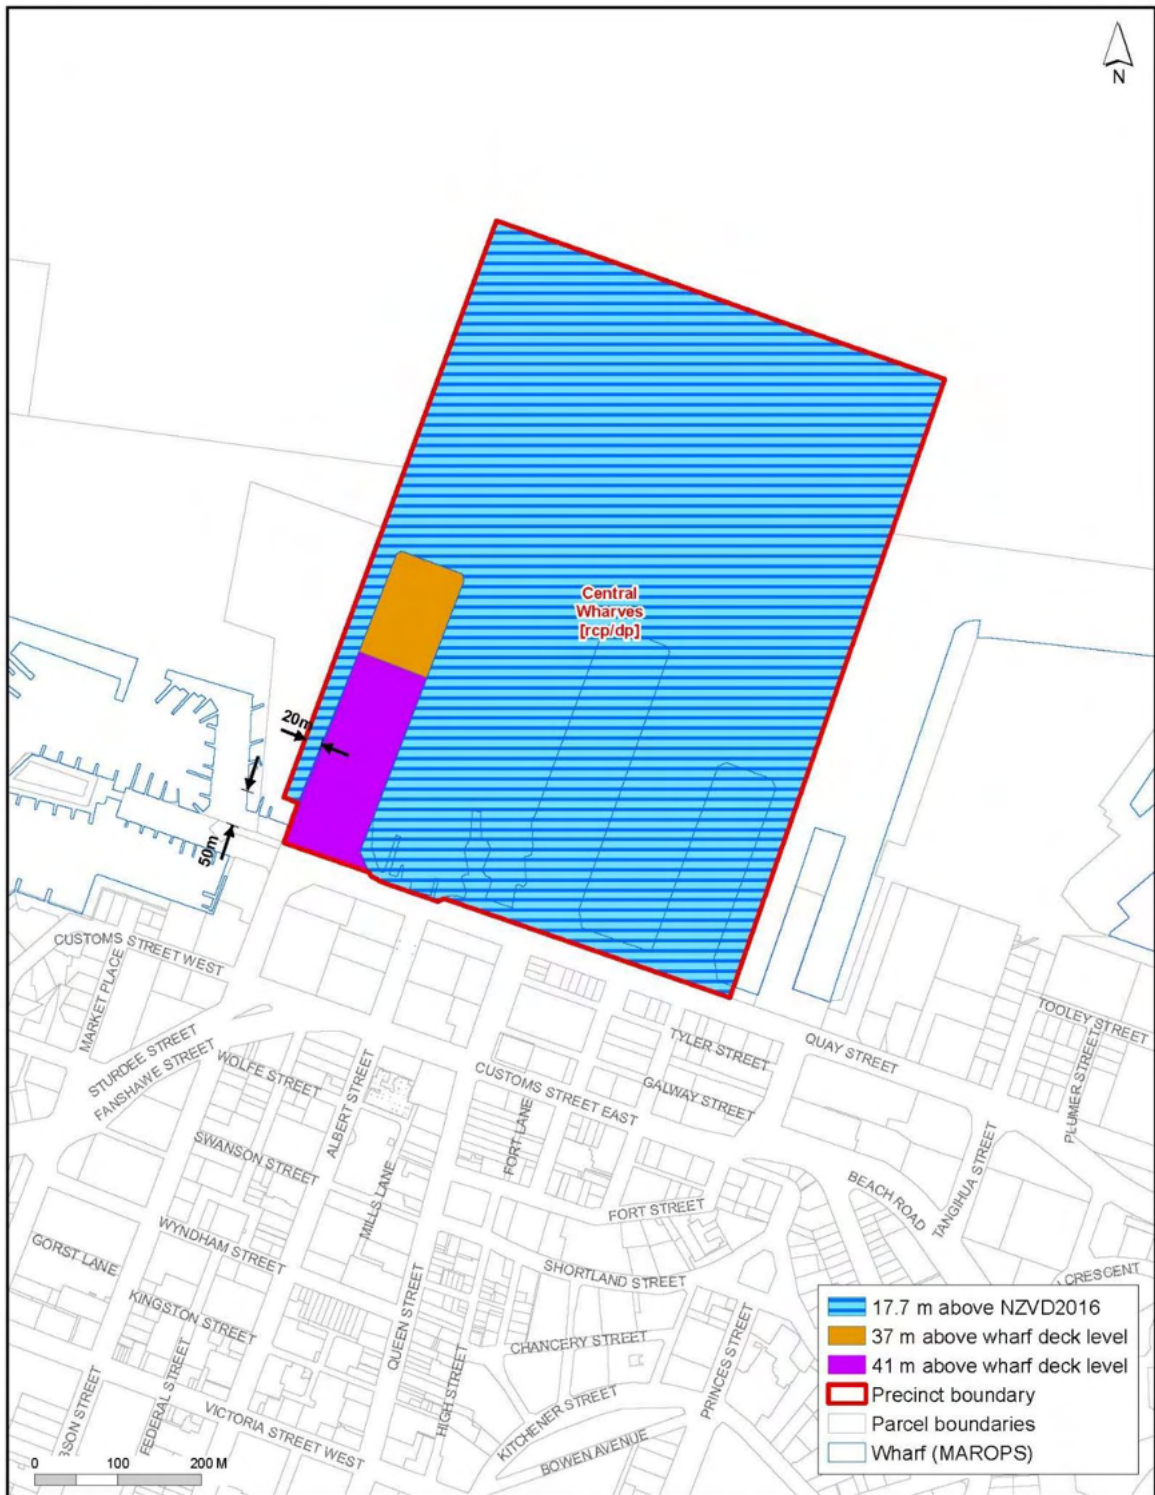 N
Central
Wharves
[rcp/dp]
20m
50m
CUSTOMS STREET WEST
MARKET PLACE
STURDEE STREET
FANSHAWE STREET
WOLFE STREET
ALBERT STREET
SWANSON STREET
MILLS LANE
WYNDHAM STREET
GORST LANE
KINGSTON STREET
FEDERAL STREET
BSON STREET
VICTORIA STREET WEST
QUEEN STREET
HIGH STREET
CUSTOMS STREET EAST
FORT LANE
TYLER STREET
GALWAY STREET
QUAY STREET
TOOLEY STREET
PLUMER STREET
TANGIHUA STREET
BEACH ROAD
FORT STREET
SHORTLAND STREET
CHANCERY STREET
KITCHENER STREET
BOWEN AVENUE
PRINCES STREET
CRESCENT
17.7 m above NZVD2016
37 m above wharf deck level
41 m above wharf deck level
Precinct boundary
Parcel boundaries
Wharf (MAROPS)
0 100 200 M